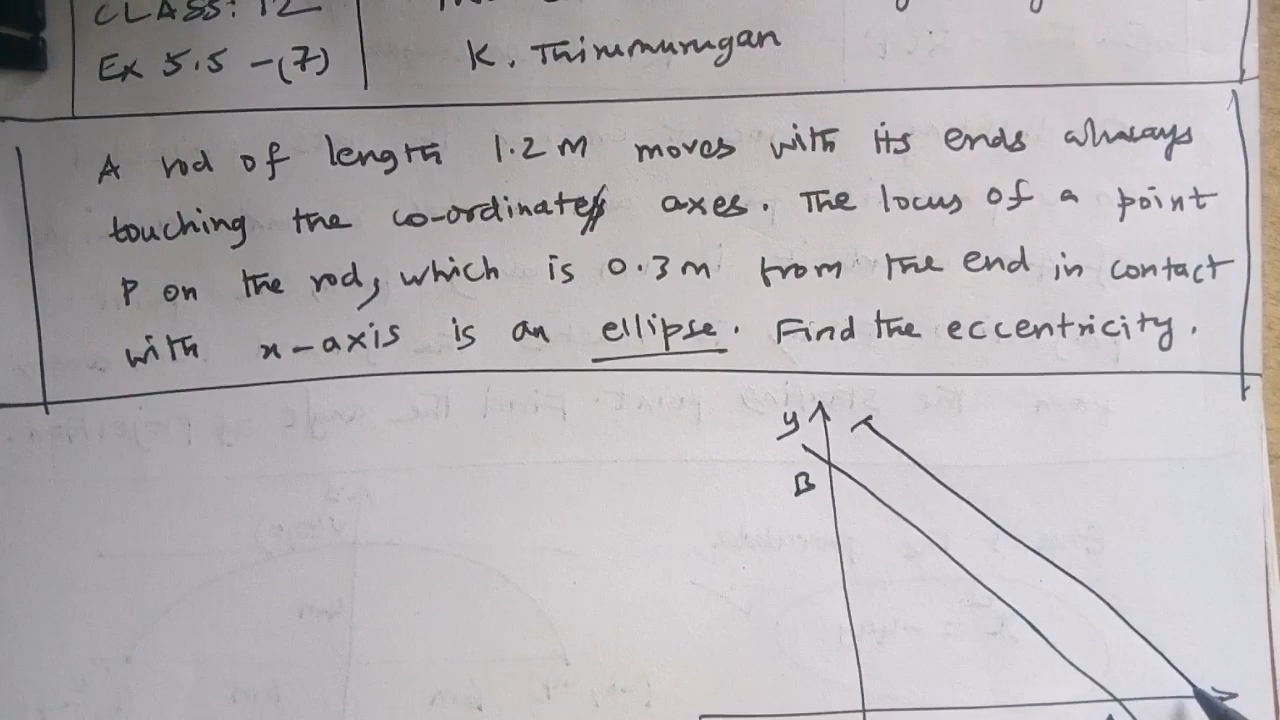 CLASS: 12
Ex 5.5 -(7)
K. Thirumurugan
A rod of length 1.2 m moves with its ends always
touching the co-ordinate axes. The locus of a point
P on the rod, which is 0.3 m from the end in contact
with x-axis is an ellipse. Find the eccentricity.
y
B
A